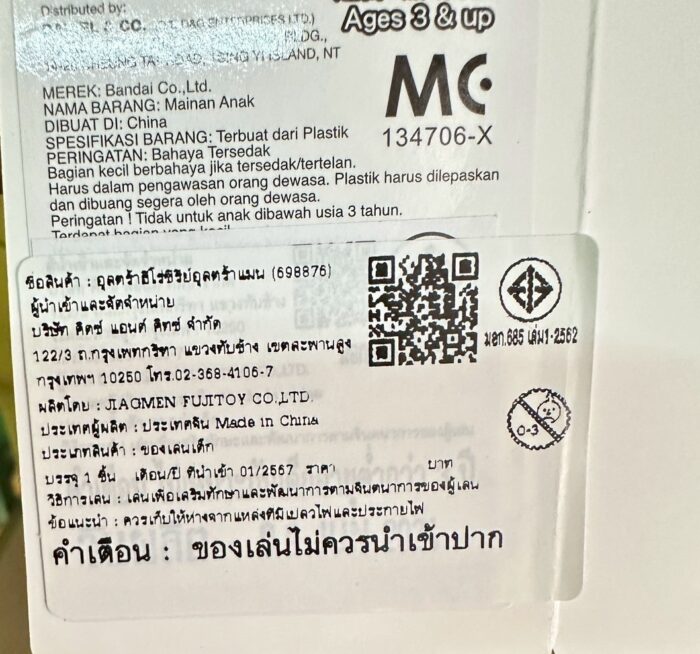 Distributed by:
& CO.
Ages 3 & up
BLDG.,
ISLAND, NT
MC
134706-X
MEREK: Bandai Co.,Ltd.
NAMA BARANG: Mainan Anak
DIBUAT DI: China
SPESIFIKASI BARANG: Terbuat dari Plastik
PERINGATAN: Bahaya Tersedak
Bagian kecil berbahaya jika tersedak/tertelan.
Harus dalam pengawasan orang dewasa. Plastik harus dilepaskan
dan dibuang segera oleh orang dewasa.
Peringatan ! Tidak untuk anak dibawah usia 3 tahun.
Terdapat bagian yang kecil
ชื่อสินค้า : อุลตร้าฮีโร่ซีรีย์อุลตร้าแมน (698876)
ผู้นำเข้าและจัดจำหน่าย
บริษัท คิดซ์ แอนด์ คิทซ์ จำกัด
122/3 ถ.กรุงเทพกรีฑา แขวงทับช้าง เขตสะพานสูง
กรุงเทพฯ 10250 โทร.02-368-4106-7
ผลิตโดย : JIAGMEN FUJITOY CO.LTD.
ประเทศผู้ผลิต : ประเทศจีน Made in China
ประเภทสินค้า : ของเล่นเด็ก
บรรจุ 1 ชิ้น เดือน/ปี ที่นำเข้า 01/2567 ราคา บาท
วิธีการเล่น : เล่นเพื่อเสริมทักษะและพัฒนาการตามจินตนาการของผู้เล่น
ข้อแนะนำ : ควรเก็บให้ห่างจากแหล่งที่มีเปลวไฟและประกายไฟ
คำเตือน : ของเล่นไม่ควรนำเข้าปาก
มอก.685 เล่ม1-2562
0-3